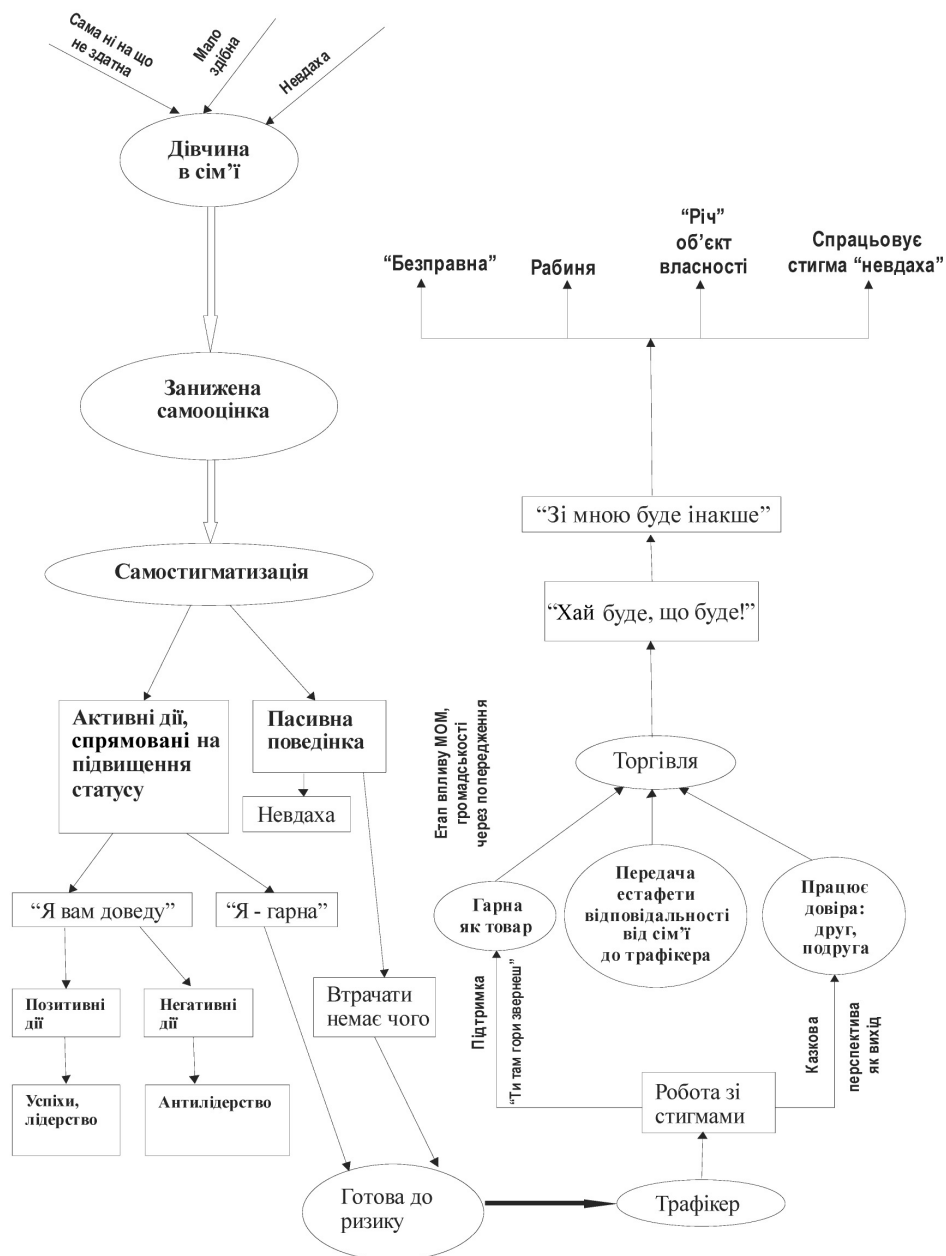 Сама ні на що
не здатна
Мало
здібна
Невдаха
Дівчина
в сім’ї
Занижена
самооцінка
Самостигматизація
Активні дії,
спрямовані на
підвищення
статусу
Пасивна
поведінка
Невдаха
“Я вам доведу”
“Я - гарна”
Позитивні
дії
Негативні
дії
Втрачати
немає чого
Успіхи,
лідерство
Антилідерство
Готова до
ризику
Трафікер
Робота зі
стигмами
Підтримка
“Ти там гори звернеш”
Казкова
перспектива
як вихід
Гарна
як товар
Передача
естафети
відповідальності
від сім’ї
до трафікера
Працює
довіра:
друг,
подруга
Етап впливу МОМ,
громадськості
через попередження
Торгівля
“Хай буде, що буде!”
“Зі мною буде інакше”
“Безправна”
Рабиня
“Річ”
об’єкт
власності
Спрацьовує
стигма “невдаха”